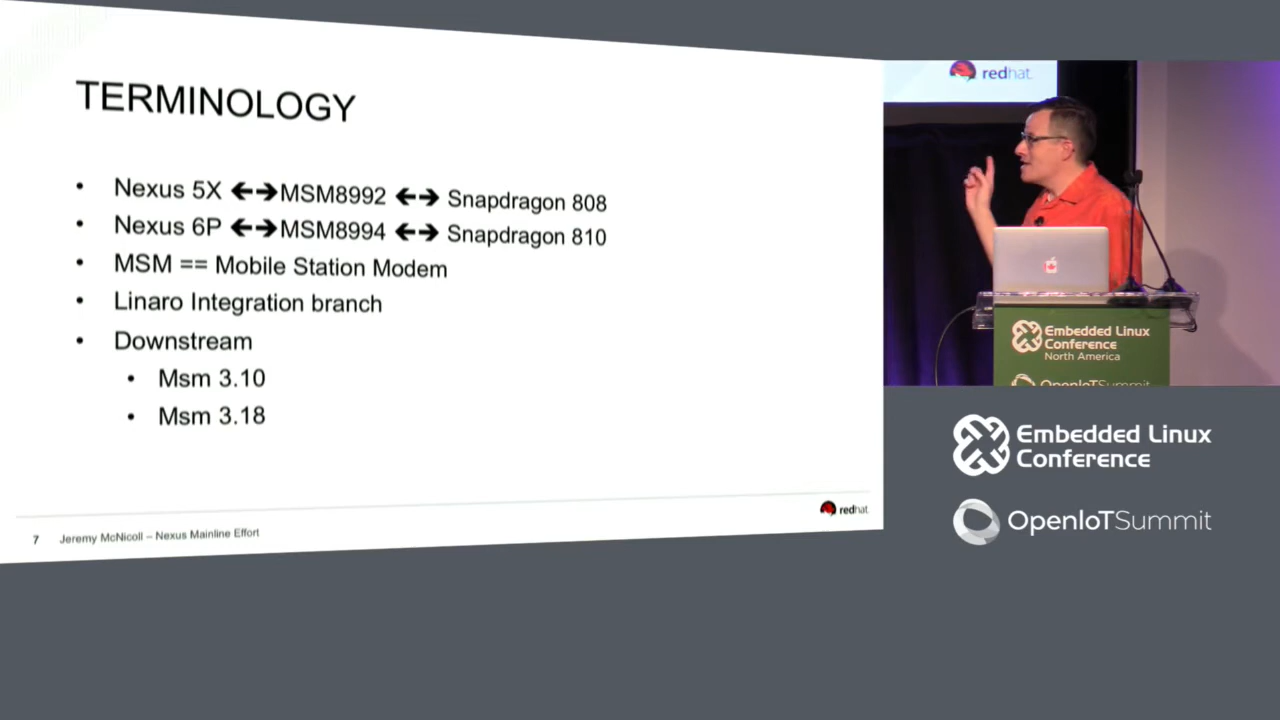 TERMINOLOGY
• Nexus 5X ←→ MSM8992 ←→ Snapdragon 808
• Nexus 6P ←→ MSM8994 ←→ Snapdragon 810
• MSM == Mobile Station Modem
• Linaro Integration branch
• Downstream
• Msm 3.10
• Msm 3.18
redhat.
7 Jeremy McNicoll – Nexus Mainline Effort
redhat.
Embedded Linux
Conference
North America
OpenIoTSummit
Embedded Linux
Conference
OpenIoTSummit